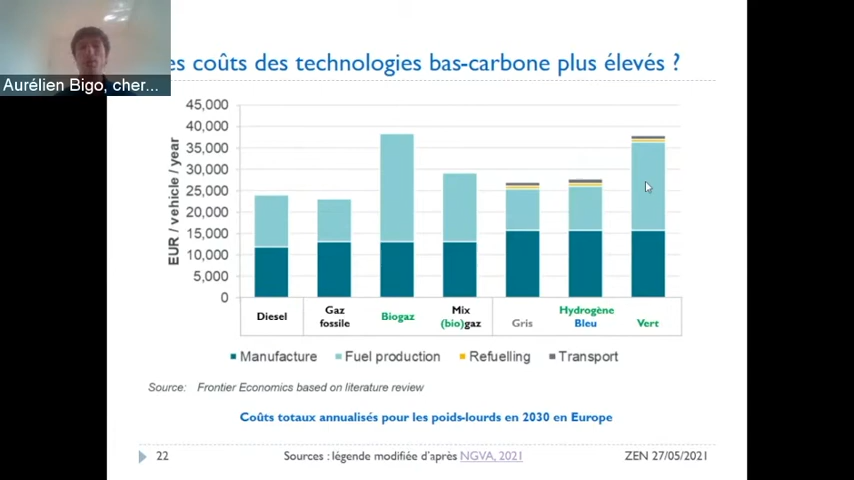 es coûts des technologies bas-carbone plus élevés ?
Aurélien Bigo, cher...
45,000
40,000
35,000
30,000
25,000
20,000
15,000
10,000
5,000
0
EUR / vehicle / year
Diesel
Gaz
fossile
Biogaz
Mix
(bio)gaz
Gris
Hydrogène
Bleu
Vert
Manufacture
Fuel production
Refuelling
Transport
Source: Frontier Economics based on literature review
Coûts totaux annualisés pour les poids-lourds en 2030 en Europe
22
Sources : légende modifiée d'après NGVA, 2021
ZEN 27/05/2021